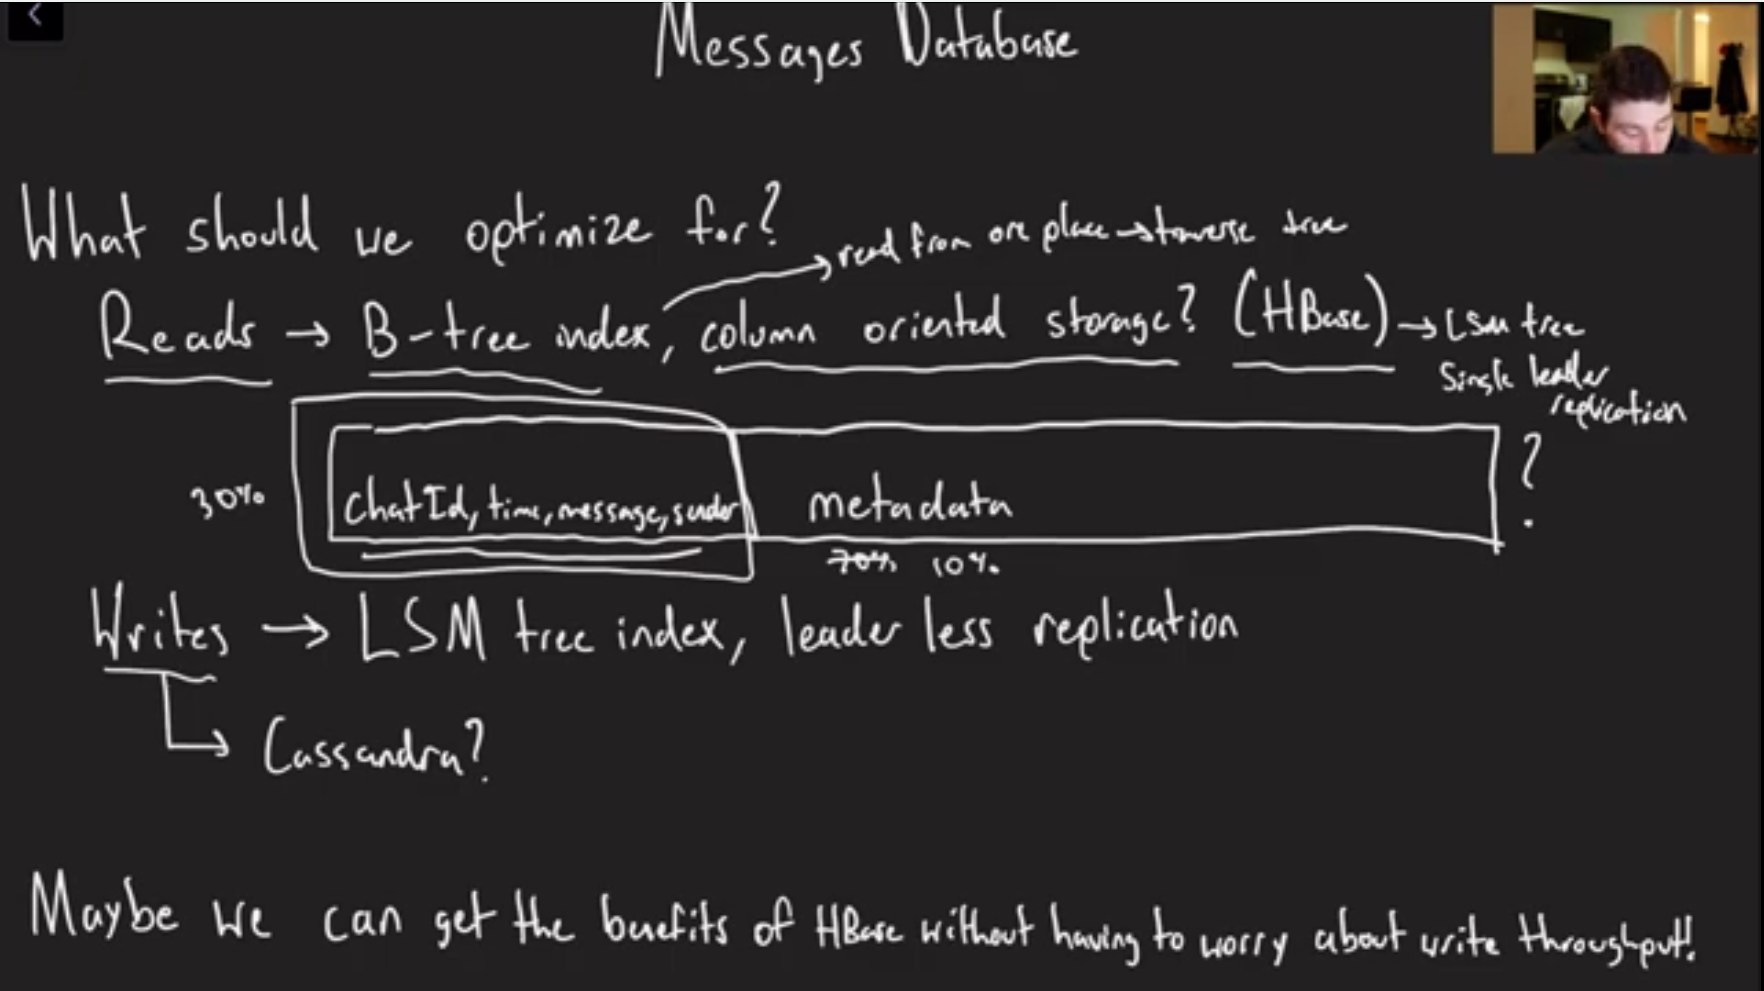 Messages Database
What should we optimize for?
read from one place → traverse tree
Reads → B-tree index, column oriented storage? (HBase) → LSM tree
Single leader
replication
30%
chatId, time, message, sender
metadata
?
70% 10%
Writes → LSM tree index, leader less replication
Cassandra?
Maybe we can get the benefits of HBase without having to worry about write throughput!